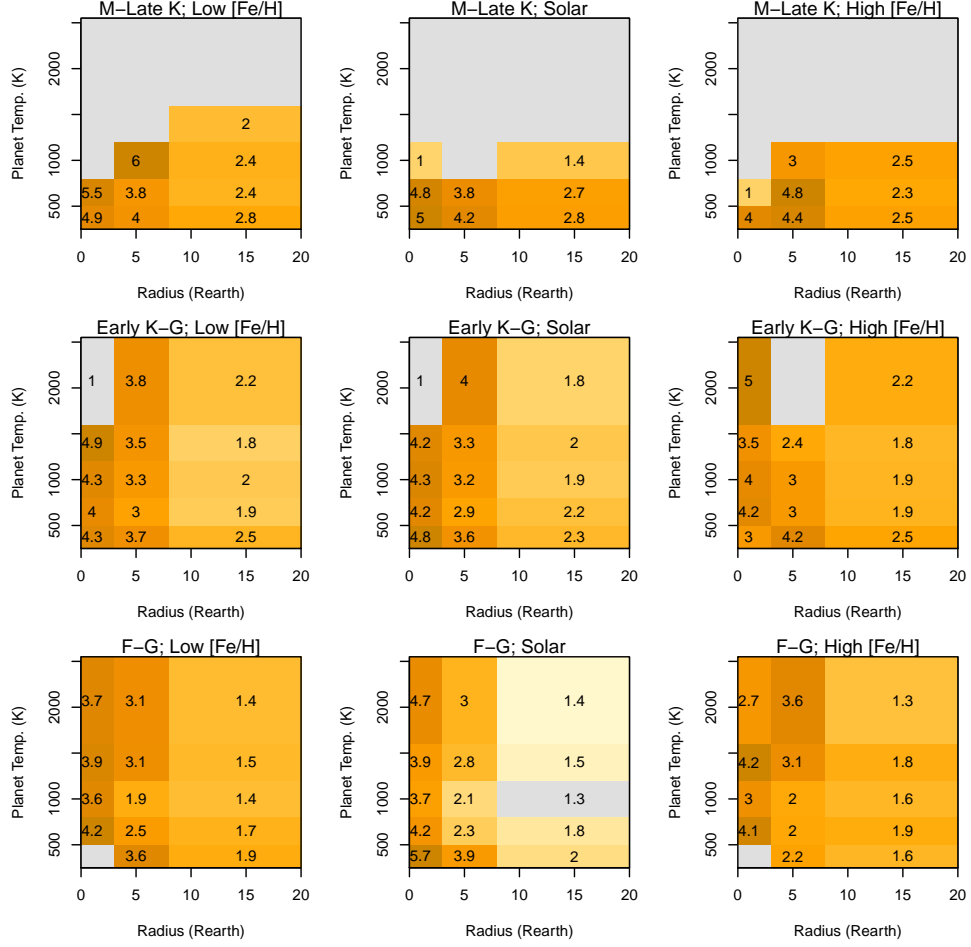 M−Late K; Low [Fe/H]
Planet Temp. (K)
2000
1000
500
2
6 2.4
5.5 3.8 2.4
4.9 4 2.8
0 5 10 15 20
Radius (Rearth)
M−Late K; Solar
Planet Temp. (K)
2000
1000
500
1 1.4
4.8 3.8 2.7
5 4.2 2.8
0 5 10 15 20
Radius (Rearth)
M−Late K; High [Fe/H]
Planet Temp. (K)
2000
1000
500
3 2.5
1 4.8 2.3
4 4.4 2.5
0 5 10 15 20
Radius (Rearth)
Early K−G; Low [Fe/H]
Planet Temp. (K)
2000
1000
500
1 3.8 2.2
4.9 3.5 1.8
4.3 3.3 2
4 3 1.9
4.3 3.7 2.5
0 5 10 15 20
Radius (Rearth)
Early K−G; Solar
Planet Temp. (K)
2000
1000
500
1 4 1.8
4.2 3.3 2
4.3 3.2 1.9
4.2 2.9 2.2
4.8 3.6 2.3
0 5 10 15 20
Radius (Rearth)
Early K−G; High [Fe/H]
Planet Temp. (K)
2000
1000
500
5 2.2
3.5 2.4 1.8
4 3 1.9
4.2 3 1.9
3 4.2 2.5
0 5 10 15 20
Radius (Rearth)
F−G; Low [Fe/H]
Planet Temp. (K)
2000
1000
500
3.7 3.1 1.4
3.9 3.1 1.5
3.6 1.9 1.4
4.2 2.5 1.7
3.6 1.9
0 5 10 15 20
Radius (Rearth)
F−G; Solar
Planet Temp. (K)
2000
1000
500
4.7 3 1.4
3.9 2.8 1.5
3.7 2.1 1.3
4.2 2.3 1.8
5.7 3.9 2
0 5 10 15 20
Radius (Rearth)
F−G; High [Fe/H]
Planet Temp. (K)
2000
1000
500
2.7 3.6 1.3
4.2 3.1 1.8
3 2 1.6
4.1 2 1.9
2.2 1.6
0 5 10 15 20
Radius (Rearth)